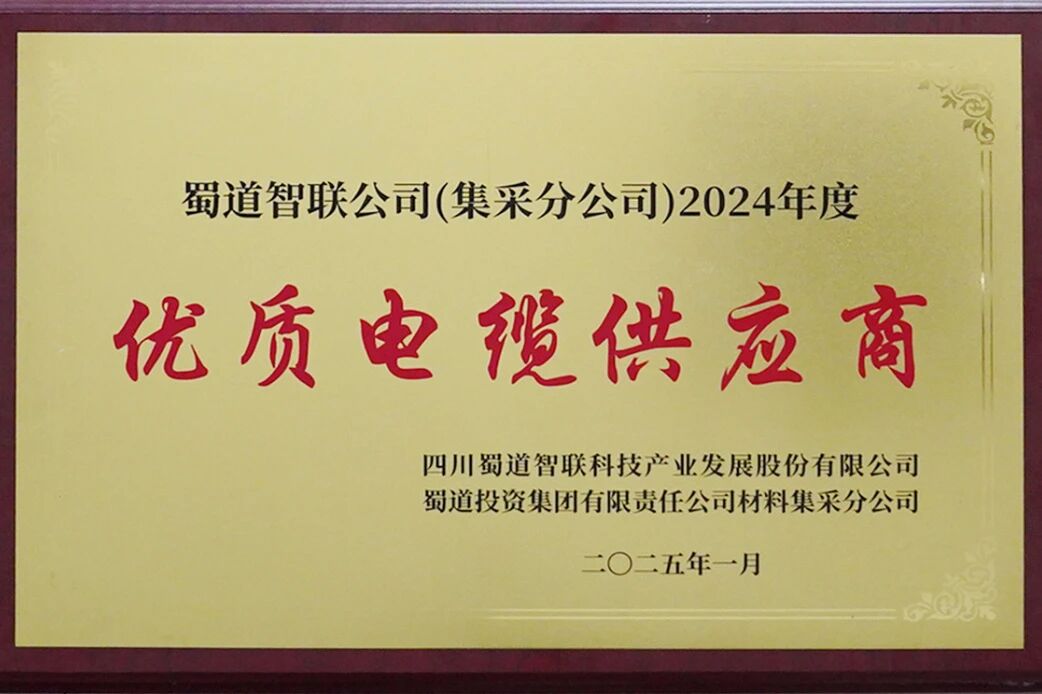 蜀道智联公司(集采分公司)2024年度
优质电缆供应商
四川蜀道智联科技产业发展股份有限公司
蜀道投资集团有限责任公司材料集采分公司
二〇二五年一月